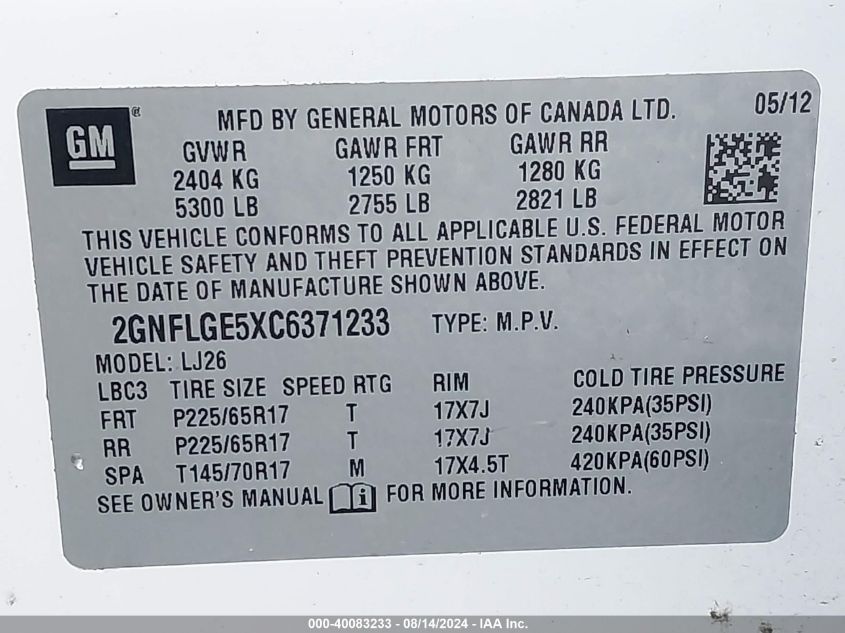 GM ®
MFD BY GENERAL MOTORS OF CANADA LTD. 05/12
GVWR GAWR FRT GAWR RR
2404 KG 1250 KG 1280 KG
5300 LB 2755 LB 2821 LB
THIS VEHICLE CONFORMS TO ALL APPLICABLE U.S. FEDERAL MOTOR
VEHICLE SAFETY AND THEFT PREVENTION STANDARDS IN EFFECT ON
THE DATE OF MANUFACTURE SHOWN ABOVE.
2GNFLGE5XC6371233 TYPE: M.P.V.
MODEL: LJ26
LBC3 TIRE SIZE SPEED RTG RIM COLD TIRE PRESSURE
FRT P225/65R17 T 17X7J 240KPA(35PSI)
RR P225/65R17 T 17X7J 240KPA(35PSI)
SPA T145/70R17 M 17X4.5T 420KPA(60PSI)
SEE OWNER'S MANUAL i FOR MORE INFORMATION.
000-40083233 - 08/14/2024 - IAA Inc.